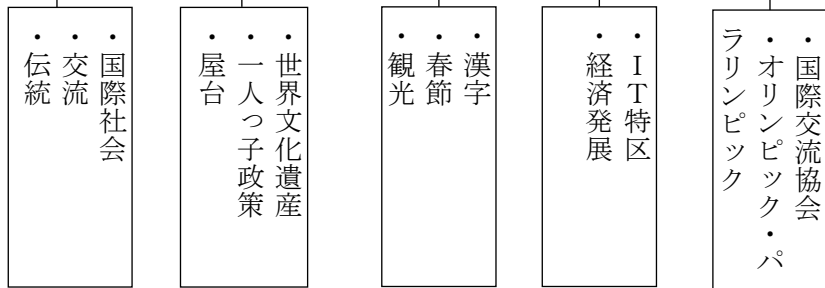 ・国際交流協会
・オリンピック・パ
ラリンピック
・ＩＴ特区
・経済発展
・漢字
・春節
・観光
・世界文化遺産
・一人っ子政策
・屋台
・国際社会
・交流
・伝統